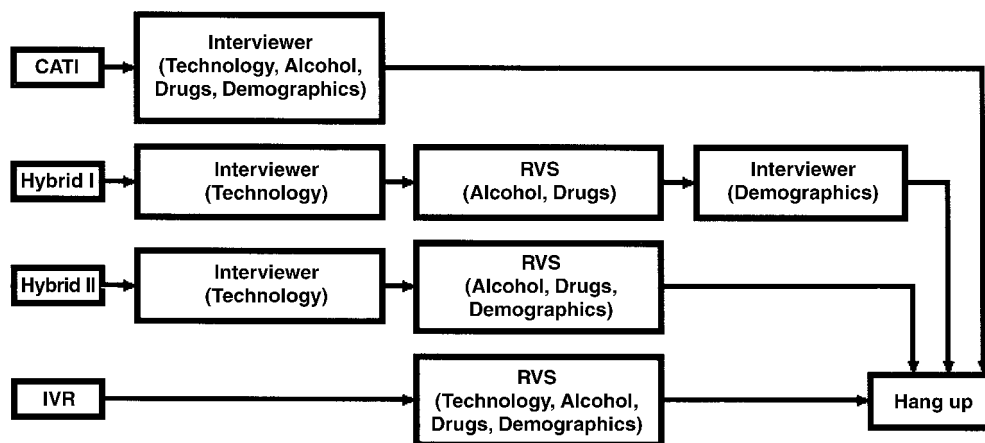 CATI
Interviewer
(Technology, Alcohol,
Drugs, Demographics)
Hybrid I
Interviewer
(Technology)
RVS
(Alcohol, Drugs)
Interviewer
(Demographics)
Hybrid II
Interviewer
(Technology)
RVS
(Alcohol, Drugs,
Demographics)
IVR
RVS
(Technology, Alcohol,
Drugs, Demographics)
Hang up